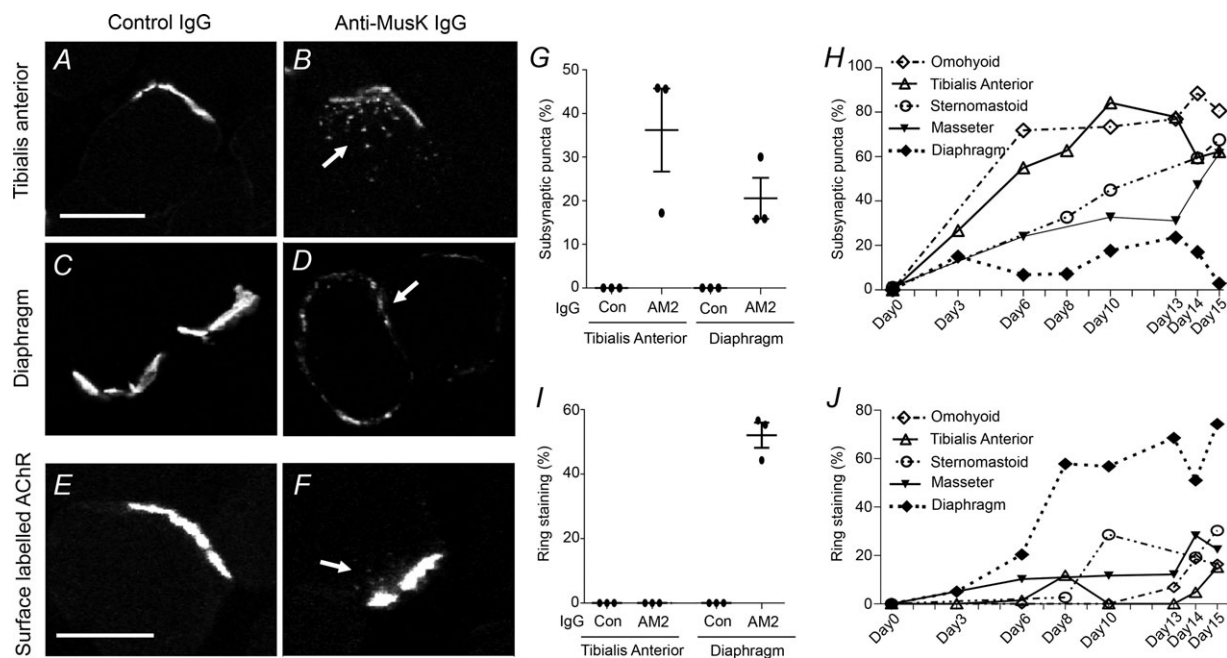 Control IgG
Anti-MusK IgG
Tibialis anterior
A
B
Diaphragm
C
D
Surface labelled AChR
E
F
G
Subsynaptic puncta (%)
50
40
30
20
10
0
IgG
Con
AM2
Con
AM2
Tibialis Anterior
Diaphragm
H
Subsynaptic puncta (%)
100
80
60
40
20
0
Omohyoid
Tibialis Anterior
Sternomastoid
Masseter
Diaphragm
Day0
Day3
Day6
Day8
Day10
Day13
Day14
Day15
I
Ring staining (%)
60
40
20
0
IgG
Con
AM2
Con
AM2
Tibialis Anterior
Diaphragm
J
Ring staining (%)
80
60
40
20
0
Omohyoid
Tibialis Anterior
Sternomastoid
Masseter
Diaphragm
Day0
Day3
Day6
Day8
Day10
Day13
Day14
Day15